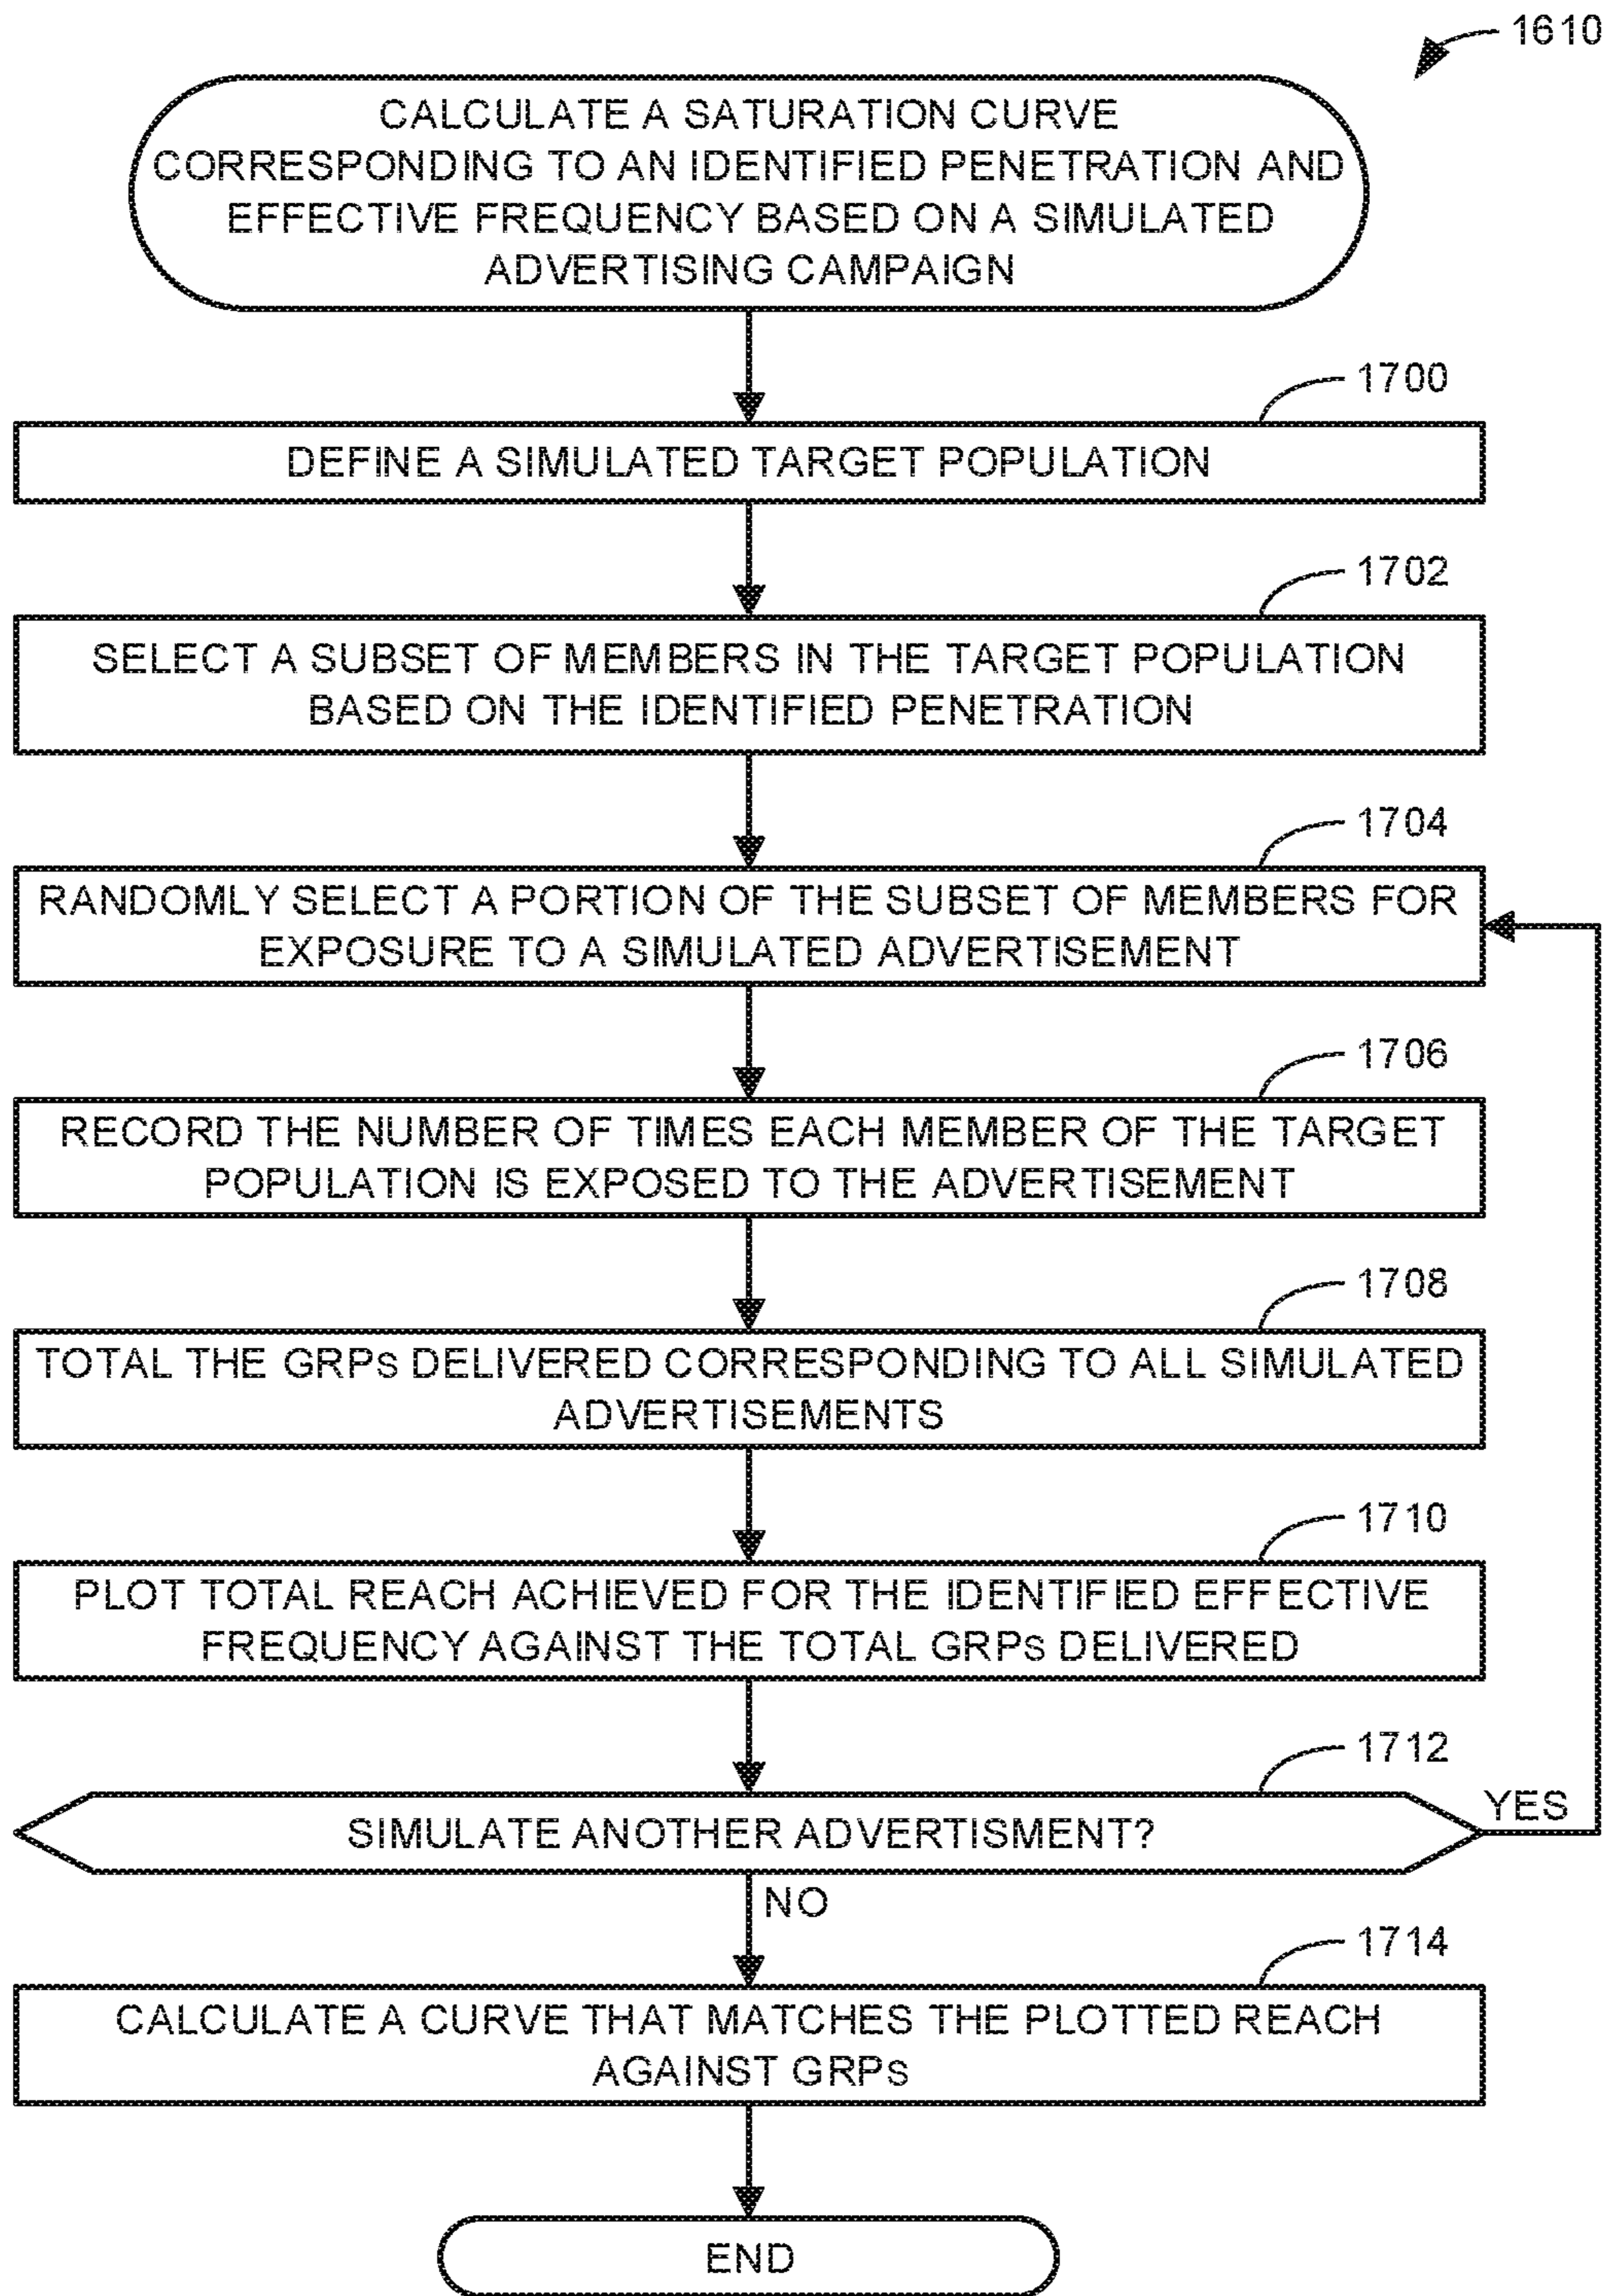 1610
CALCULATE A SATURATION CURVE
CORRESPONDING TO AN IDENTIFIED PENETRATION AND
EFFECTIVE FREQUENCY BASED ON A SIMULATED
ADVERTISING CAMPAIGN
1700
DEFINE A SIMULATED TARGET POPULATION
1702
SELECT A SUBSET OF MEMBERS IN THE TARGET POPULATION
BASED ON THE IDENTIFIED PENETRATION
1704
RANDOMLY SELECT A PORTION OF THE SUBSET OF MEMBERS FOR
EXPOSURE TO A SIMULATED ADVERTISEMENT
1706
RECORD THE NUMBER OF TIMES EACH MEMBER OF THE TARGET
POPULATION IS EXPOSED TO THE ADVERTISEMENT
1708
TOTAL THE GRPs DELIVERED CORRESPONDING TO ALL SIMULATED
ADVERTISEMENTS
1710
PLOT TOTAL REACH ACHIEVED FOR THE IDENTIFIED EFFECTIVE
FREQUENCY AGAINST THE TOTAL GRPs DELIVERED
1712
YES
SIMULATE ANOTHER ADVERTISMENT?
NO
1714
CALCULATE A CURVE THAT MATCHES THE PLOTTED REACH
AGAINST GRPs
END